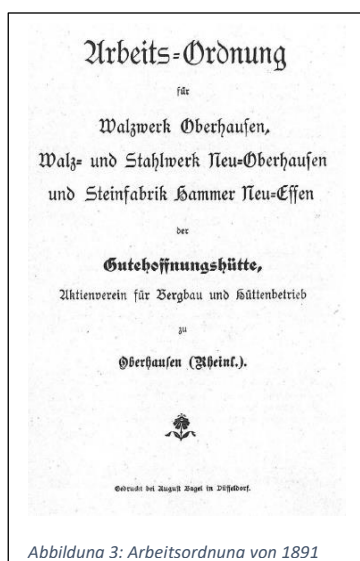 Arbeits=Ordnung
für
Walzwerk Oberhausen,
Walz= und Stahlwerk Neu=Oberhausen
und Steinfabrik Hammer Neu=Essen
der
Gutehoffnungshütte,
Aktienverein für Bergbau und Hüttenbetrieb
zu
Oberhausen (Rheinl.).
Gedruckt bei August Bagel in Düsseldorf.
Abbildung 3: Arbeitsordnung von 1891